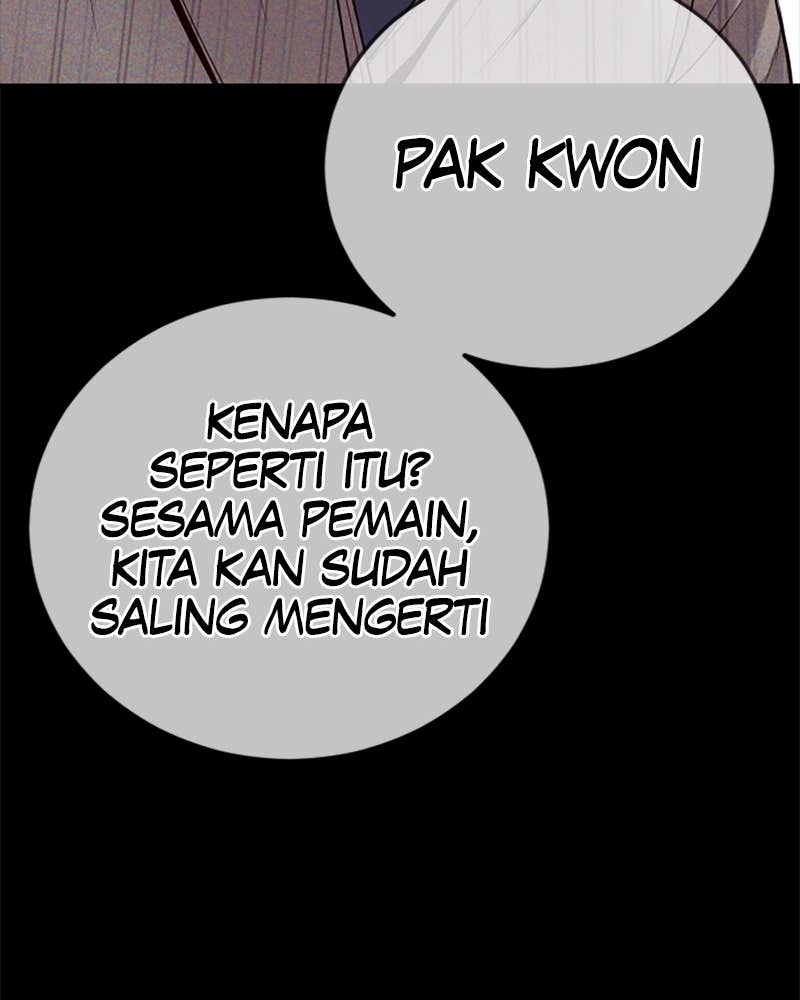 PAK KWON
KENAPA
SEPERTI ITU?
SESAMA PEMAIN,
KITA KAN SUDAH
SALING MENGERTI